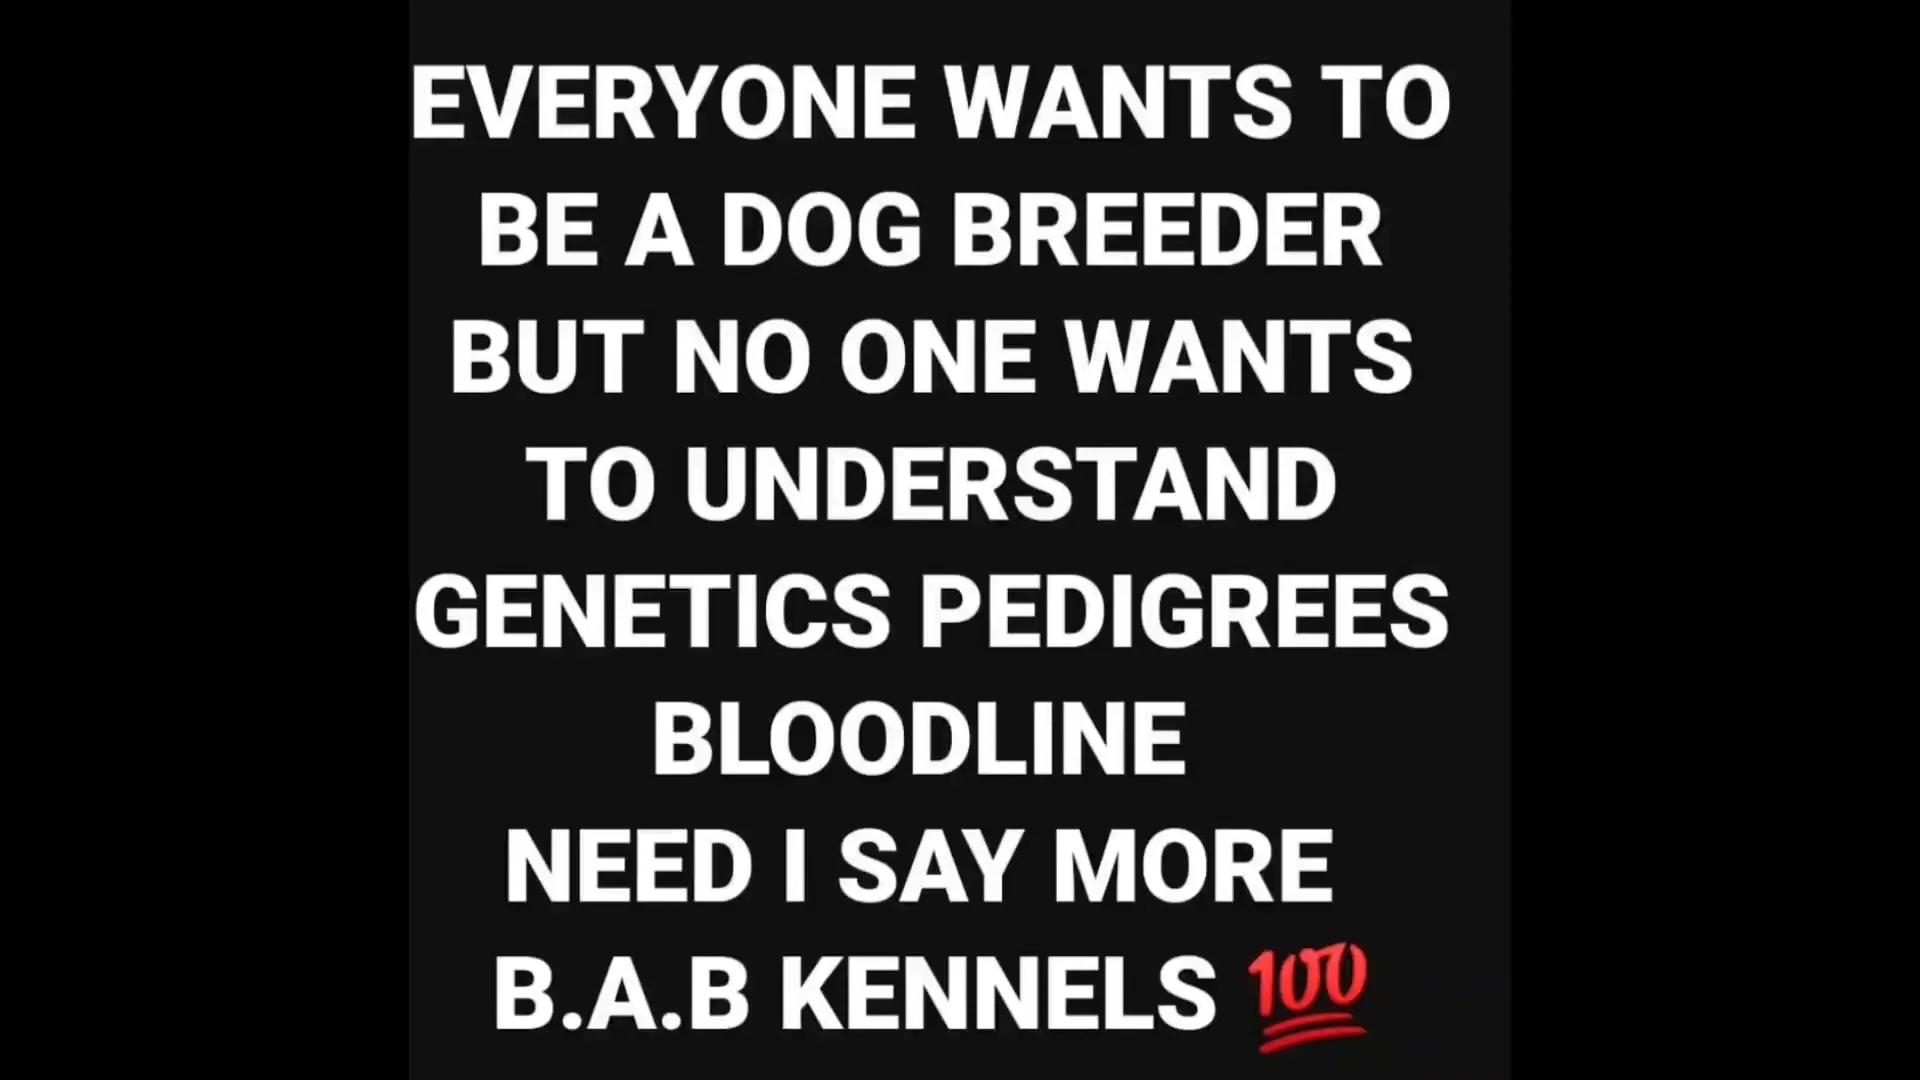 EVERYONE WANTS TO
BE A DOG BREEDER
BUT NO ONE WANTS
TO UNDERSTAND
GENETICS PEDIGREES
BLOODLINE
NEED I SAY MORE
B.A.B KENNELS 💯